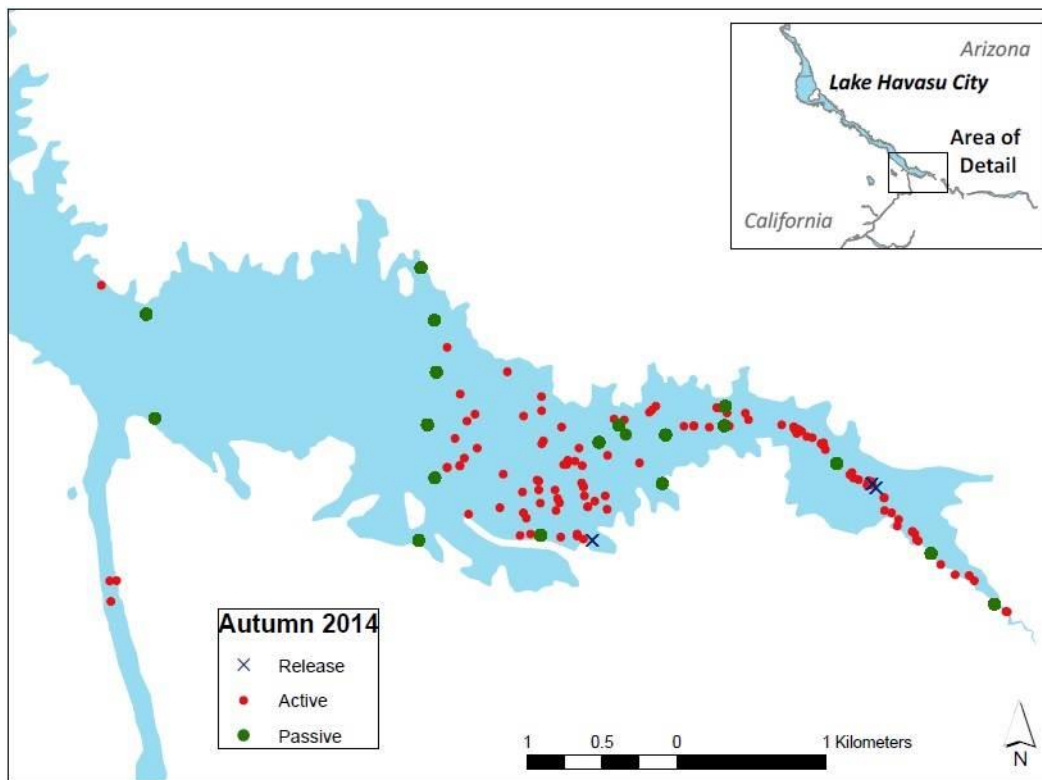 Arizona
Lake Havasu City
Area of
Detail
California
Autumn 2014
Release
Active
Passive
1 0.5 0 1 Kilometers
N